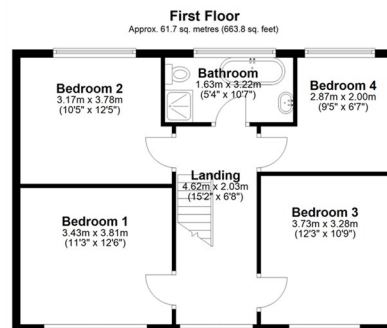 First Floor
Approx. 61.7 sq. metres (663.8 sq. feet)
Bedroom 2
3.17m x 3.78m
(10'5" x 12'5")
Bathroom
1.63m x 3.22m
(5'4" x 10'7")
Bedroom 4
2.87m x 2.00m
(9'5" x 6'7")
Landing
4.62m x 2.03m
(15'2" x 6'8")
Bedroom 1
3.43m x 3.81m
(11'3" x 12'6")
Bedroom 3
3.73m x 3.28m
(12'3" x 10'9")